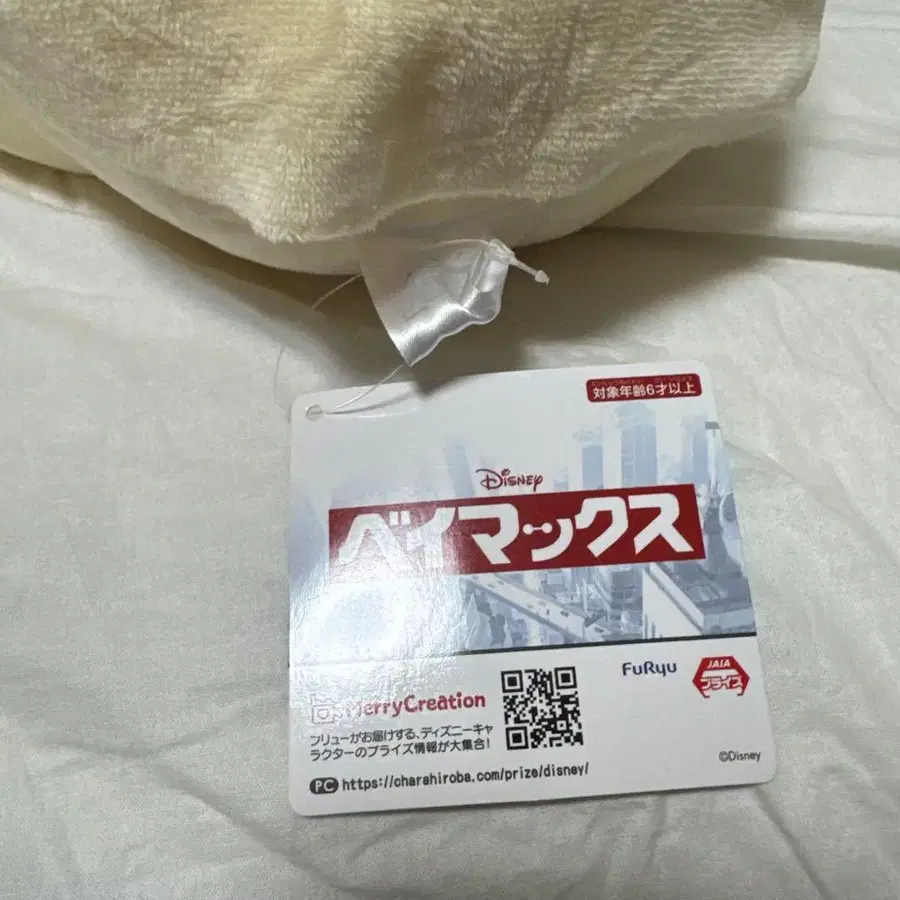 対象年齢6才以上
Disney
ベイマックス
FuRyu
JAIA
プライズ
MerryCreation
フリューがお届けする、ディズニーキャ
ラクターのプライズ情報が大集合!
PC https://charahiroba.com/prize/disney/
©Disney